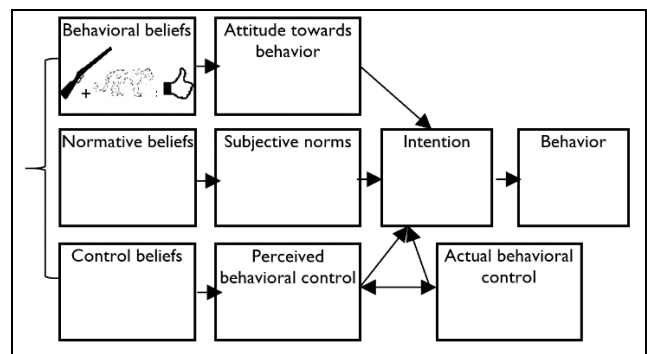 Behavioral beliefs
+ :
Attitude towards
behavior
Normative beliefs
Subjective norms
Intention
Behavior
Control beliefs
Perceived
behavioral control
Actual behavioral
control